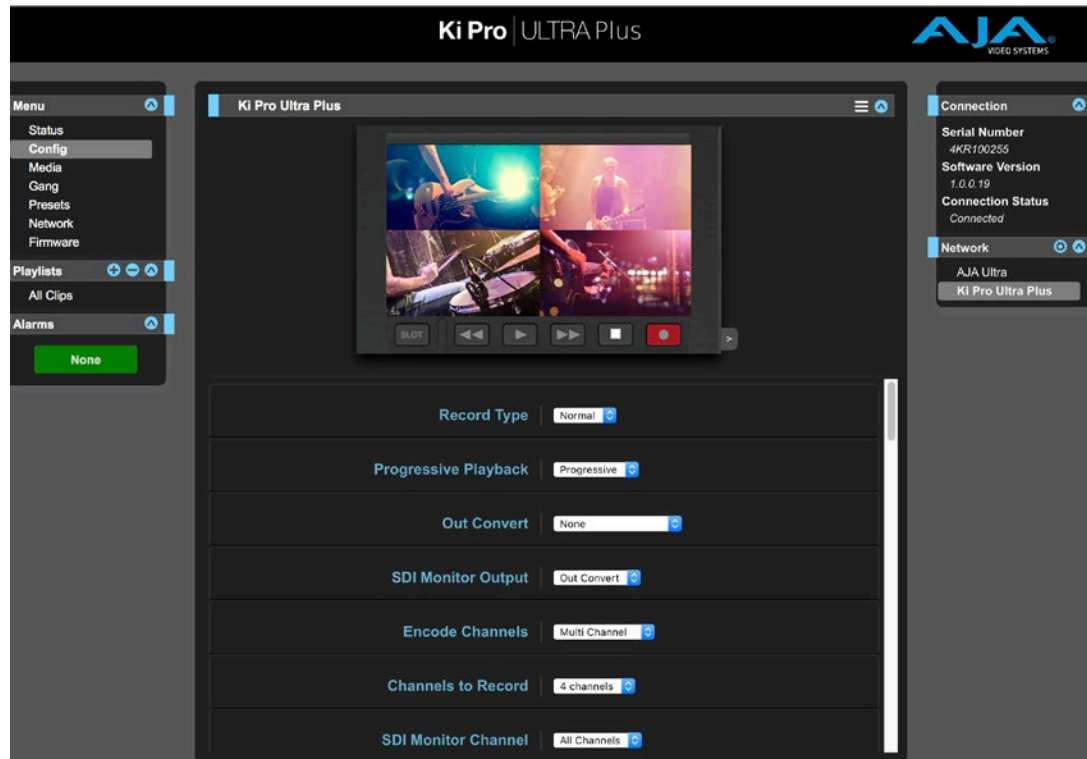 Ki Pro ULTRA Plus
AJA
VIDEO SYSTEMS
Menu
Status
Config
Media
Gang
Presets
Network
Firmware
Playlists
All Clips
Alarms
None
Ki Pro Ultra Plus
SLOT
Record Type Normal
Progressive Playback Progressive
Out Convert None
SDI Monitor Output Out Convert
Encode Channels Multi Channel
Channels to Record 4 channels
SDI Monitor Channel All Channels
Connection
Serial Number
4KR100255
Software Version
1.0.0.19
Connection Status
Connected
Network
AJA Ultra
Ki Pro Ultra Plus